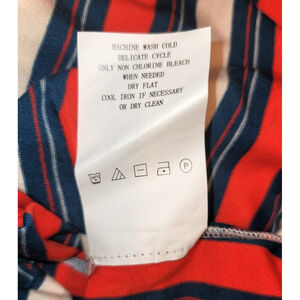 MACHINE WASH COLD
DELICATE CYCLE
ONLY NON CHLORINE BLEACH
WHEN NEEDED
DRY FLAT
COOL IRON IF NECESSARY
OR DRY CLEAN
P